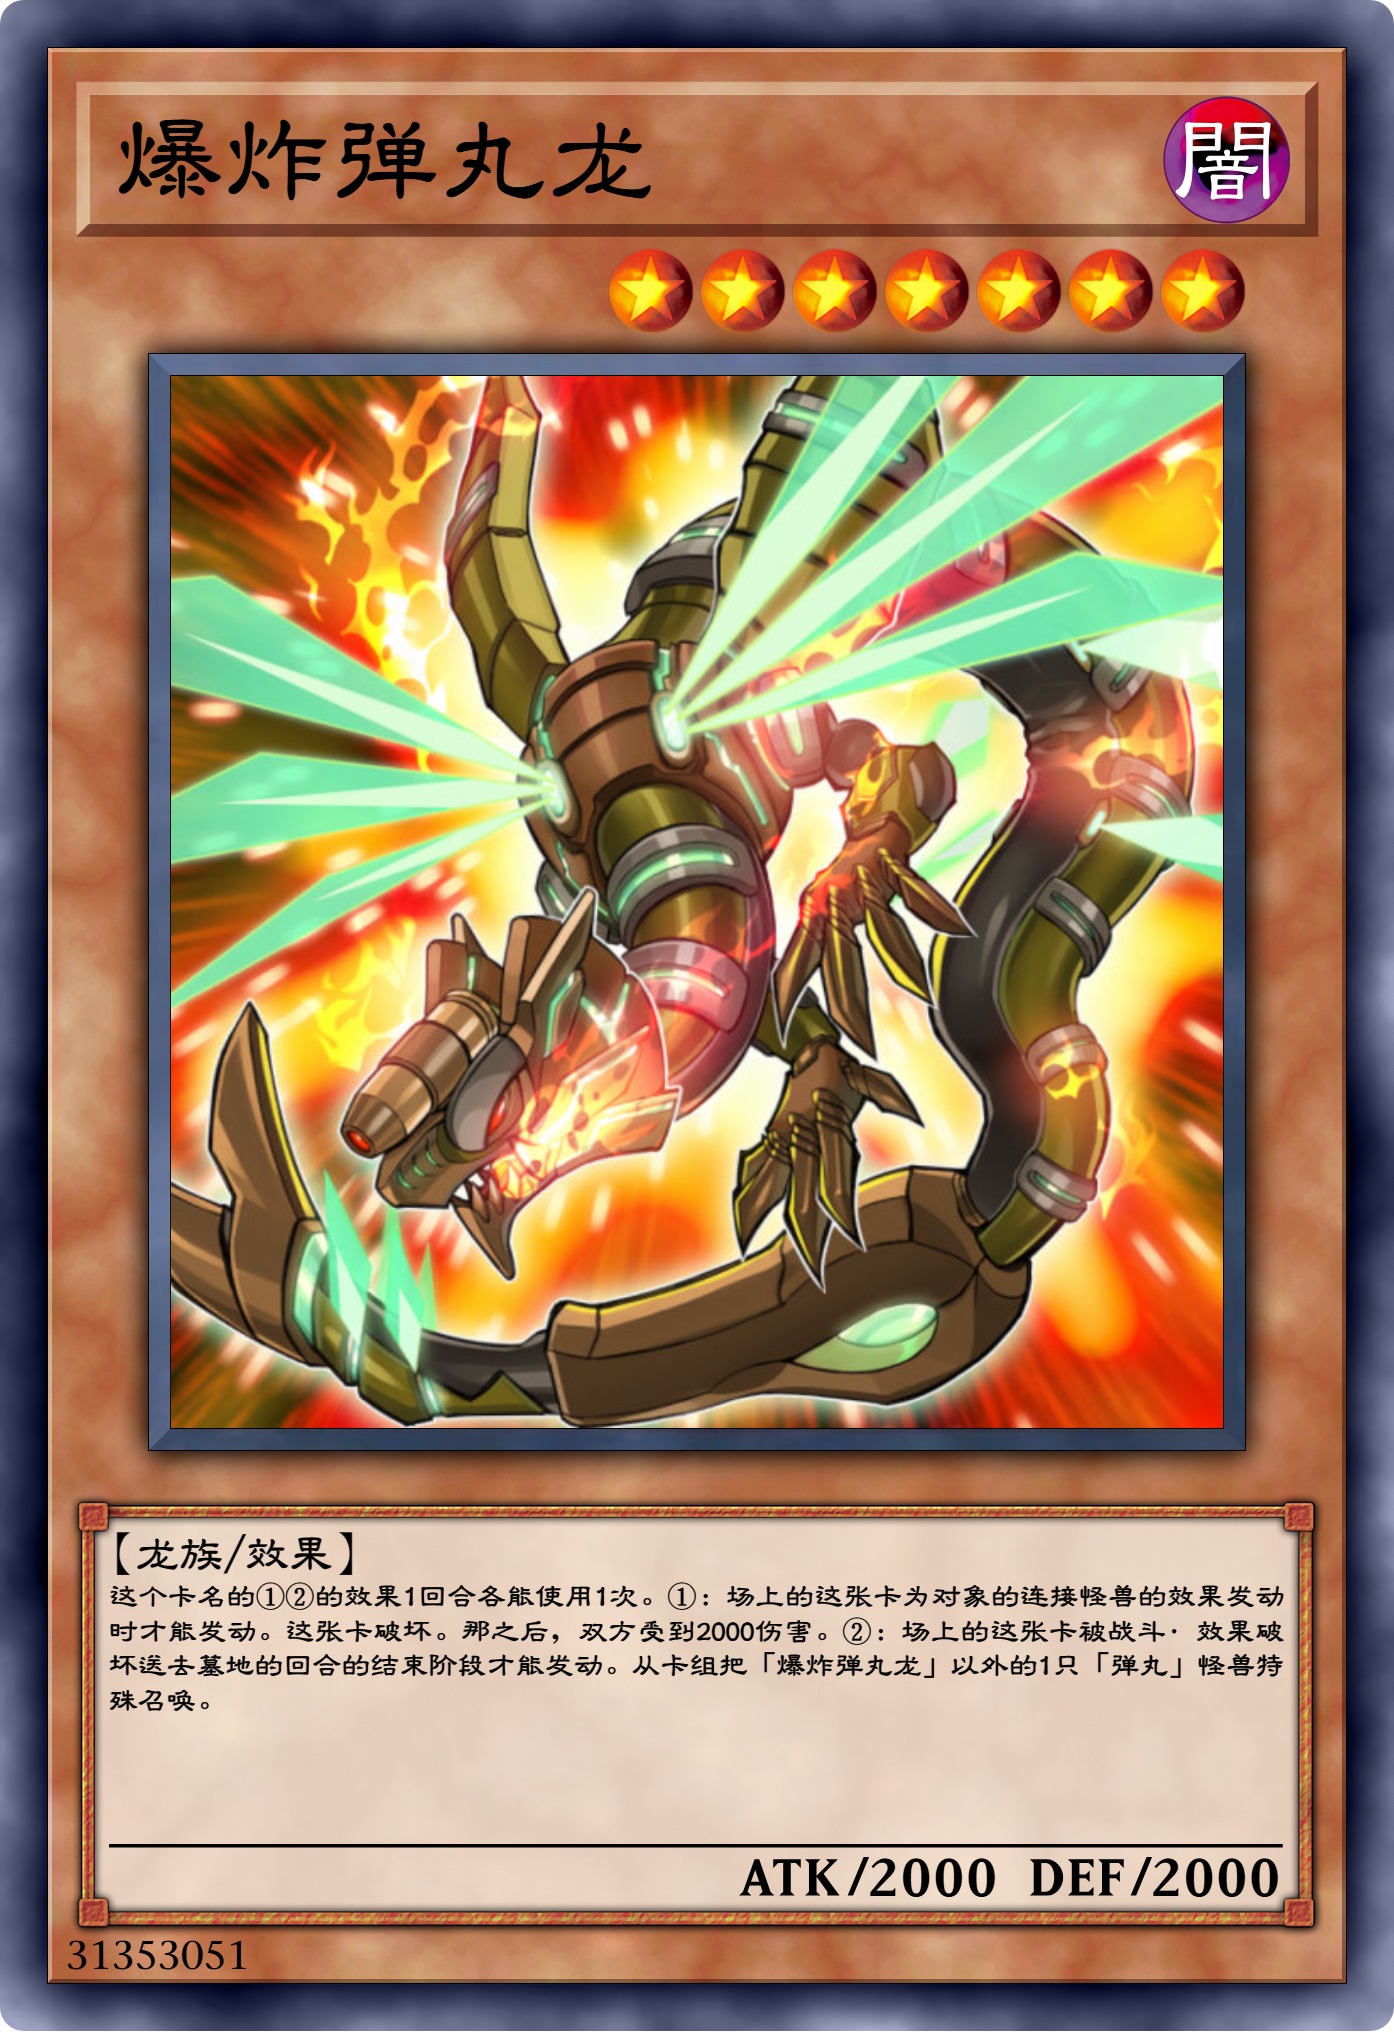 爆炸弹丸龙
闇
【龙族/效果】
这个卡名的①②的效果1回合各能使用1次。①：场上的这张卡为对象的连接怪兽的效果发动
时才能发动。这张卡破坏。那之后，双方受到2000伤害。②：场上的这张卡被战斗·效果破
坏送去墓地的回合的结束阶段才能发动。从卡组把「爆炸弹丸龙」以外的1只「弹丸」怪兽特
殊召唤。
ATK/2000 DEF/2000
31353051